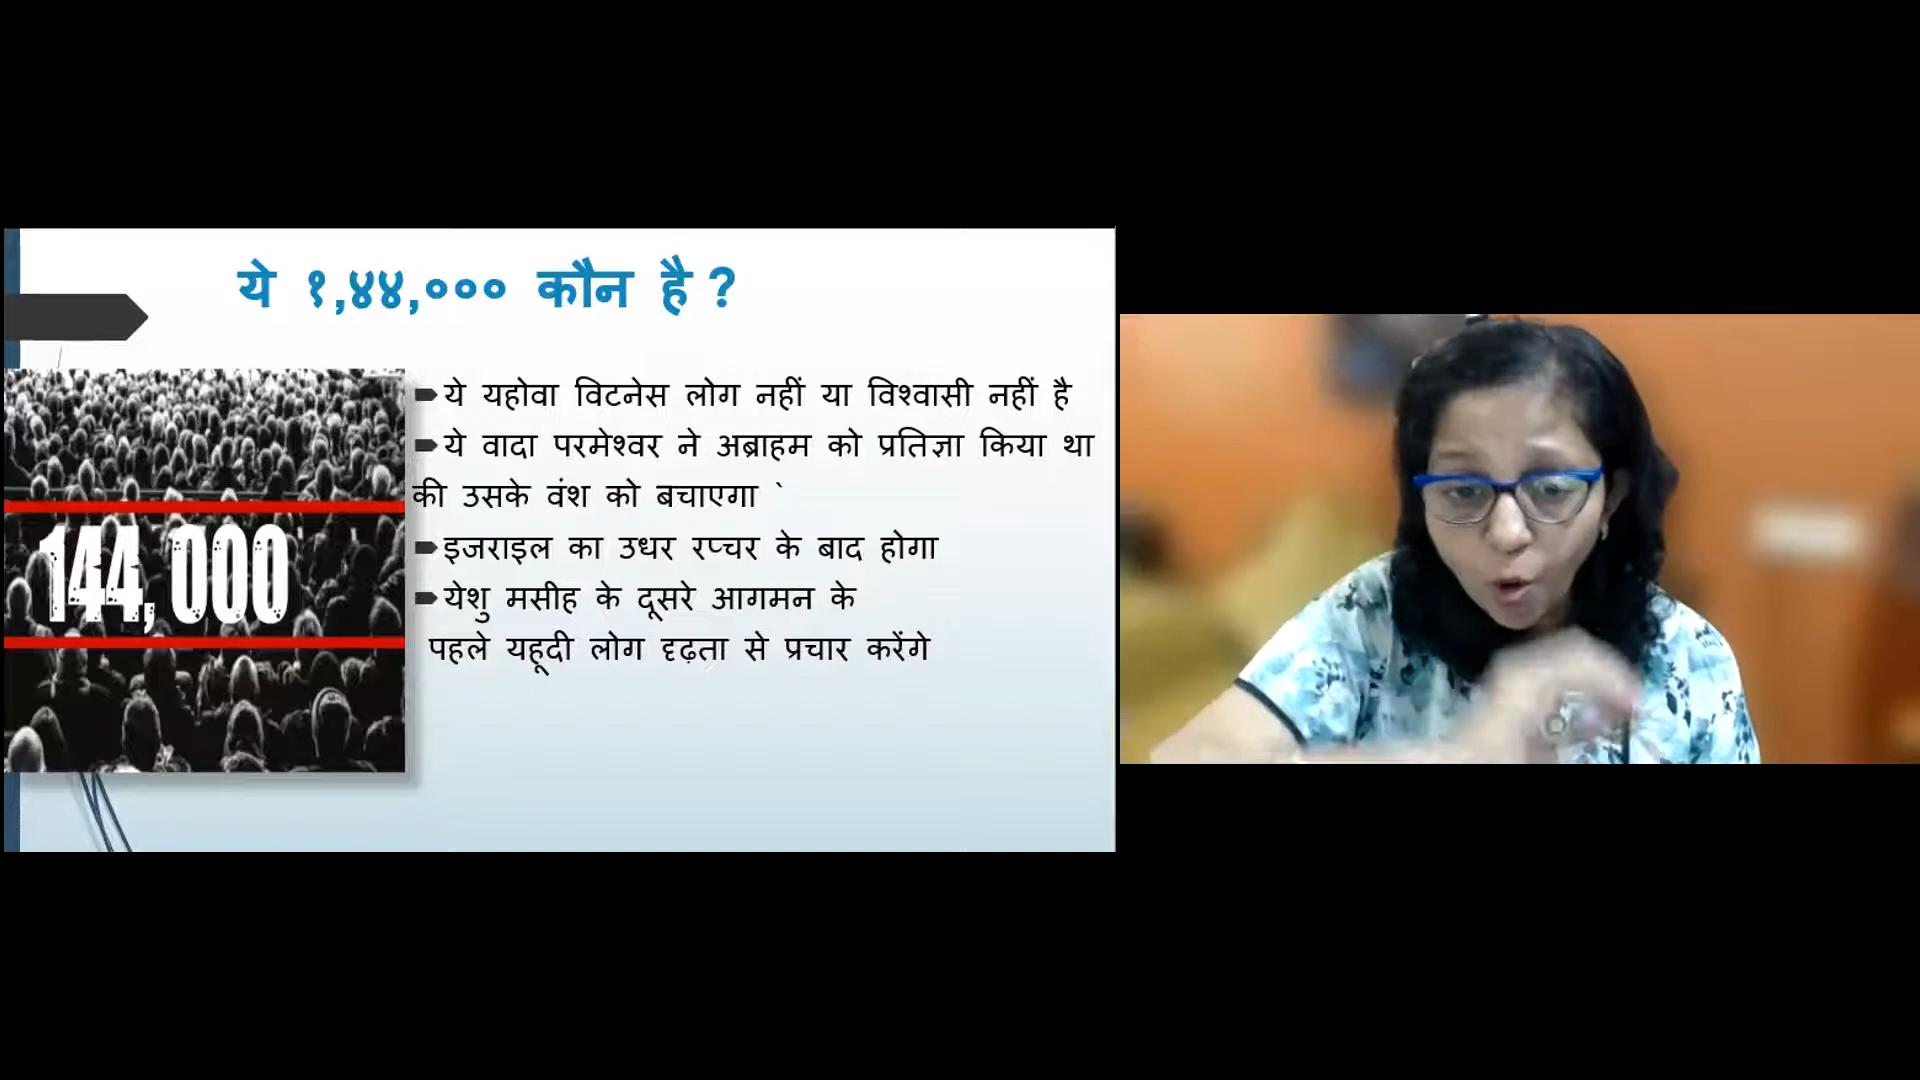 ये १,४४,००० कौन है ?
ये यहोवा विटनेस लोग नहीं या विश्वासी नहीं है
ये वादा परमेश्वर ने अब्राहम को प्रतिज्ञा किया था
की उसके वंश को बचाएगा `
इजराइल का उधर रप्चर के बाद होगा
येशु मसीह के दूसरे आगमन के
पहले यहूदी लोग दृढ़ता से प्रचार करेंगे
144,000